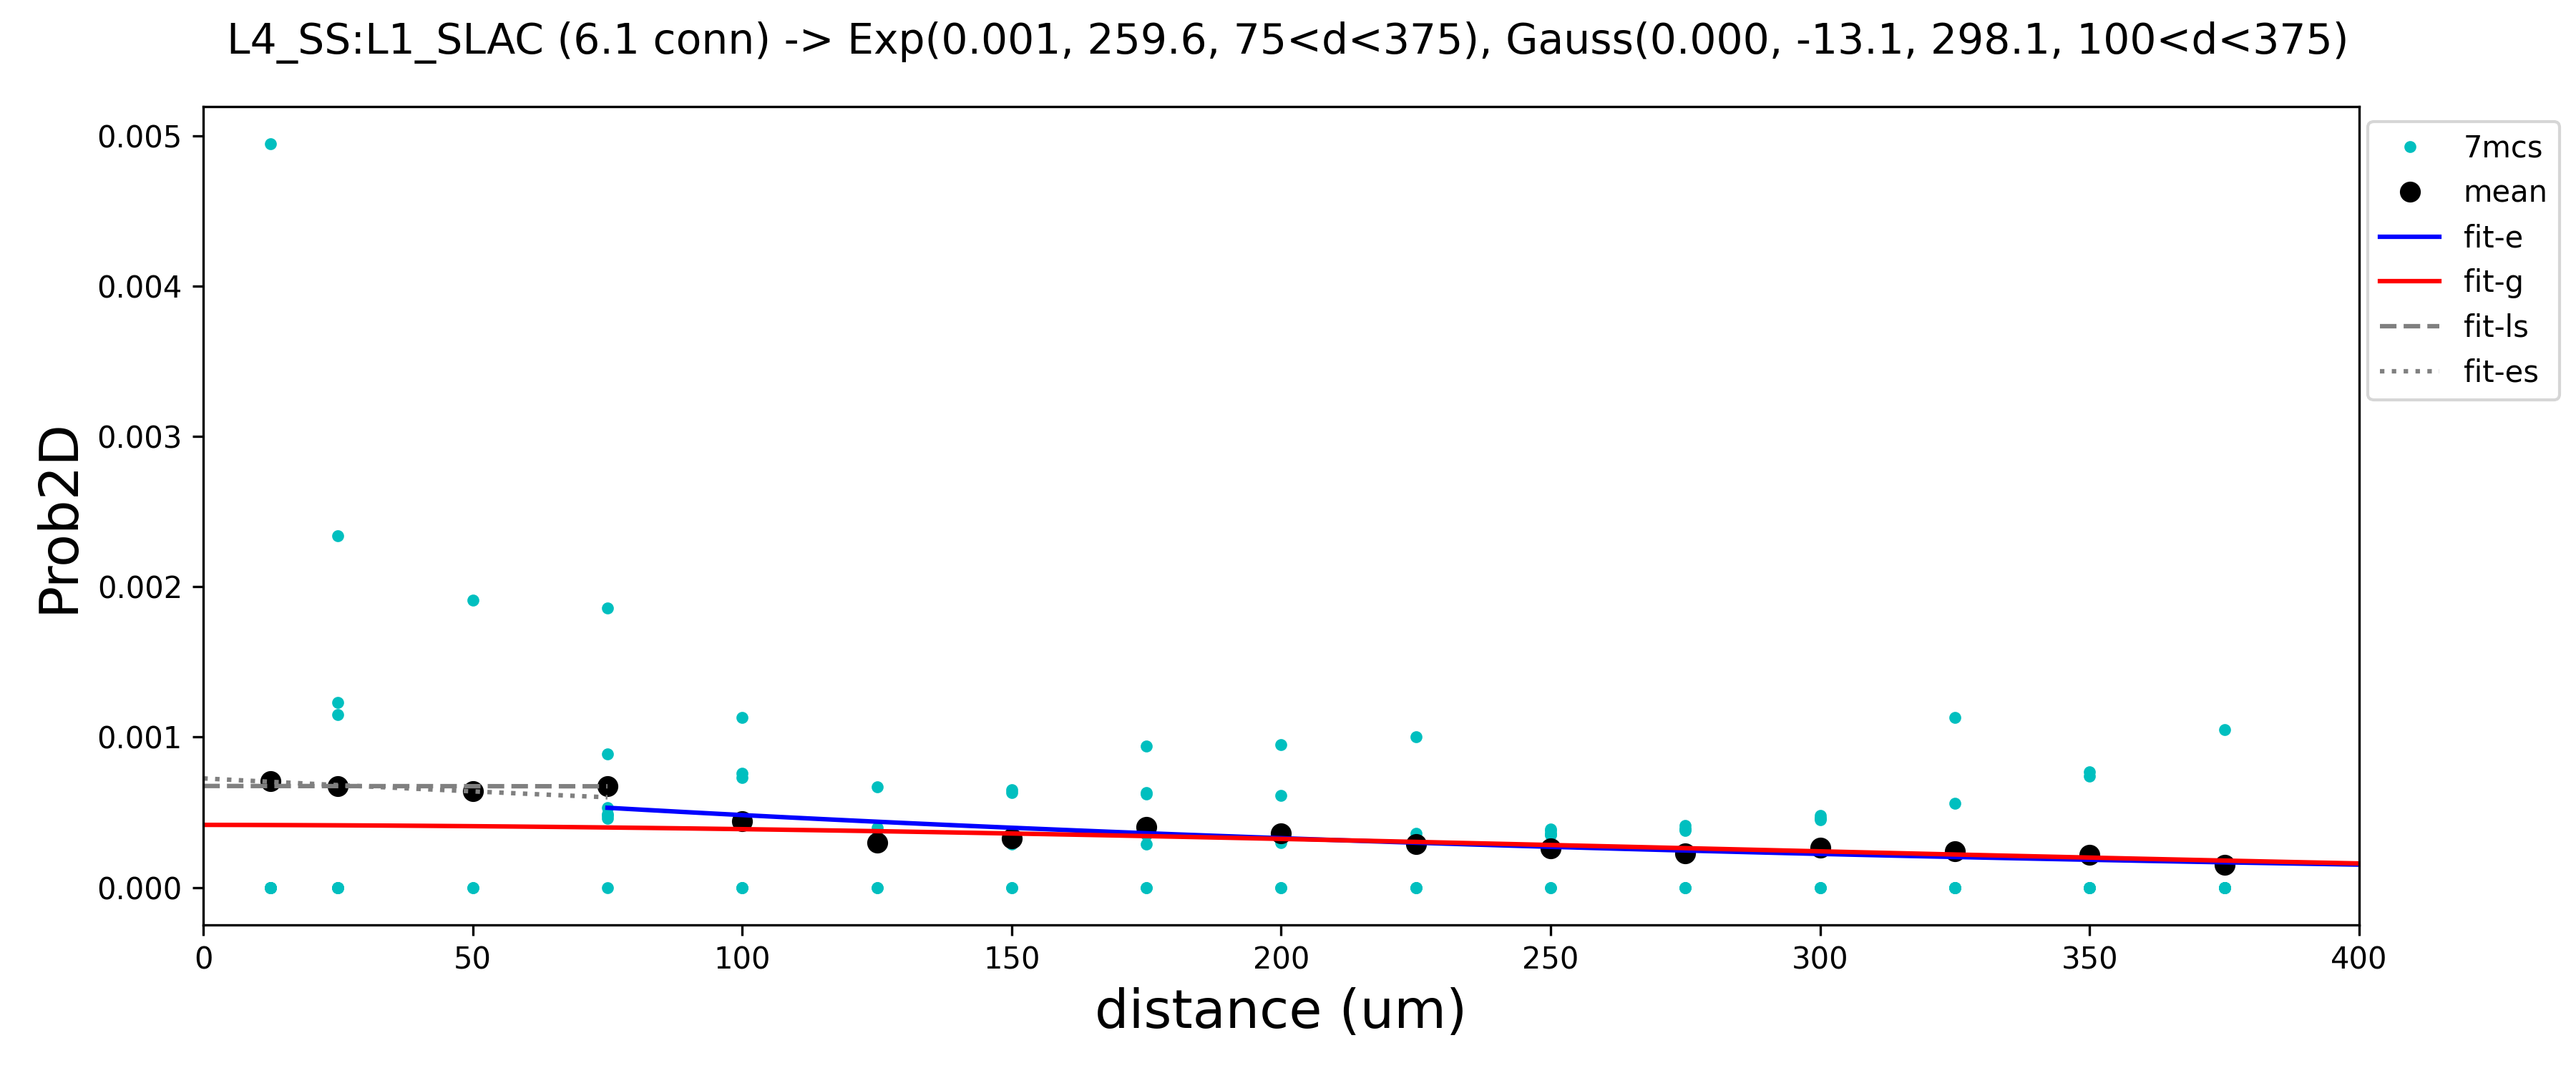 L4_SS:L1_SLAC (6.1 conn) -> Exp(0.001, 259.6, 75<d<375), Gauss(0.000, -13.1, 298.1, 100<d<375)
0.005
0.004
0.003
0.002
0.001
0.000
Prob2D
0 50 100 150 200 250 300 350 400
distance (um)
7mcs
mean
fit-e
fit-g
fit-ls
fit-es